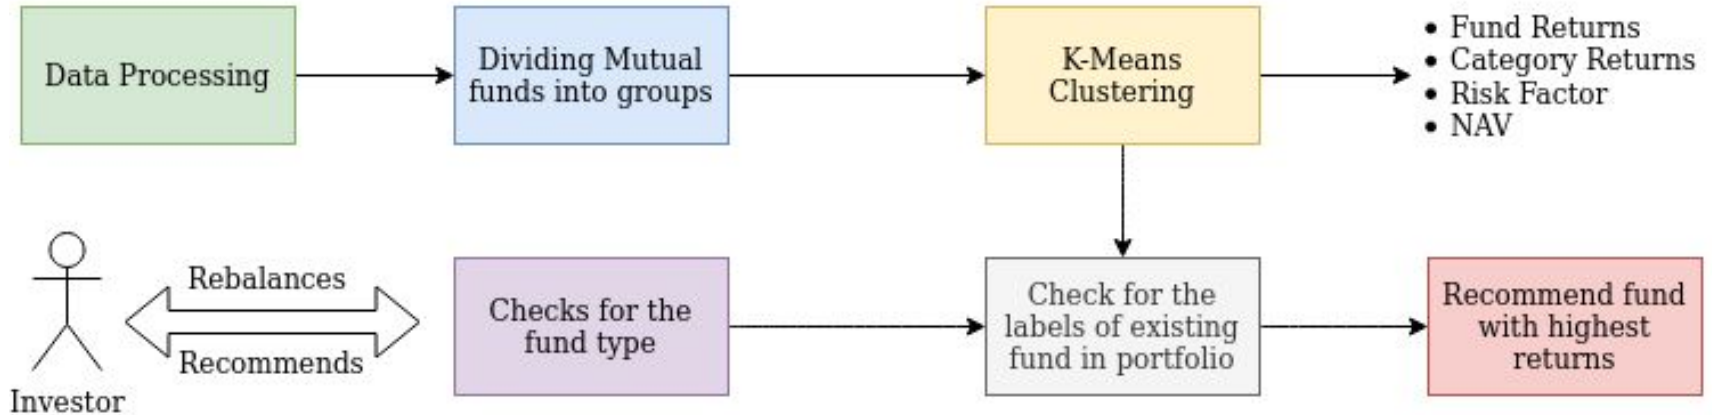 Data Processing
Dividing Mutual
funds into groups
K-Means
Clustering
• Fund Returns
• Category Returns
• Risk Factor
• NAV
Investor
Rebalances
Recommends
Checks for the
fund type
Check for the
labels of existing
fund in portfolio
Recommend fund
with highest
returns